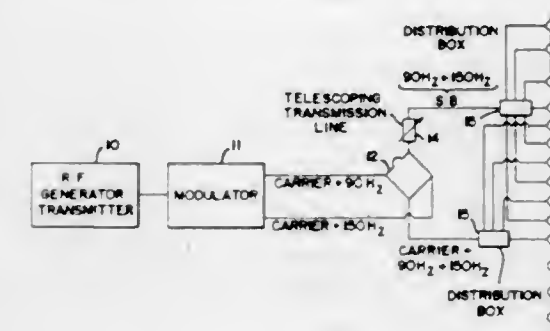 DISTRIBUTION
BOX
90HZ + 150HZ
SB
TELESCOPING
TRANSMISSION
LINE
14
15
10
11
12
RF
GENERATOR
TRANSMITTER
MODULATOR
CARRIER + 90HZ
CARRIER + 150HZ
15
CARRIER +
90HZ + 150HZ
DISTRIBUTION
BOX